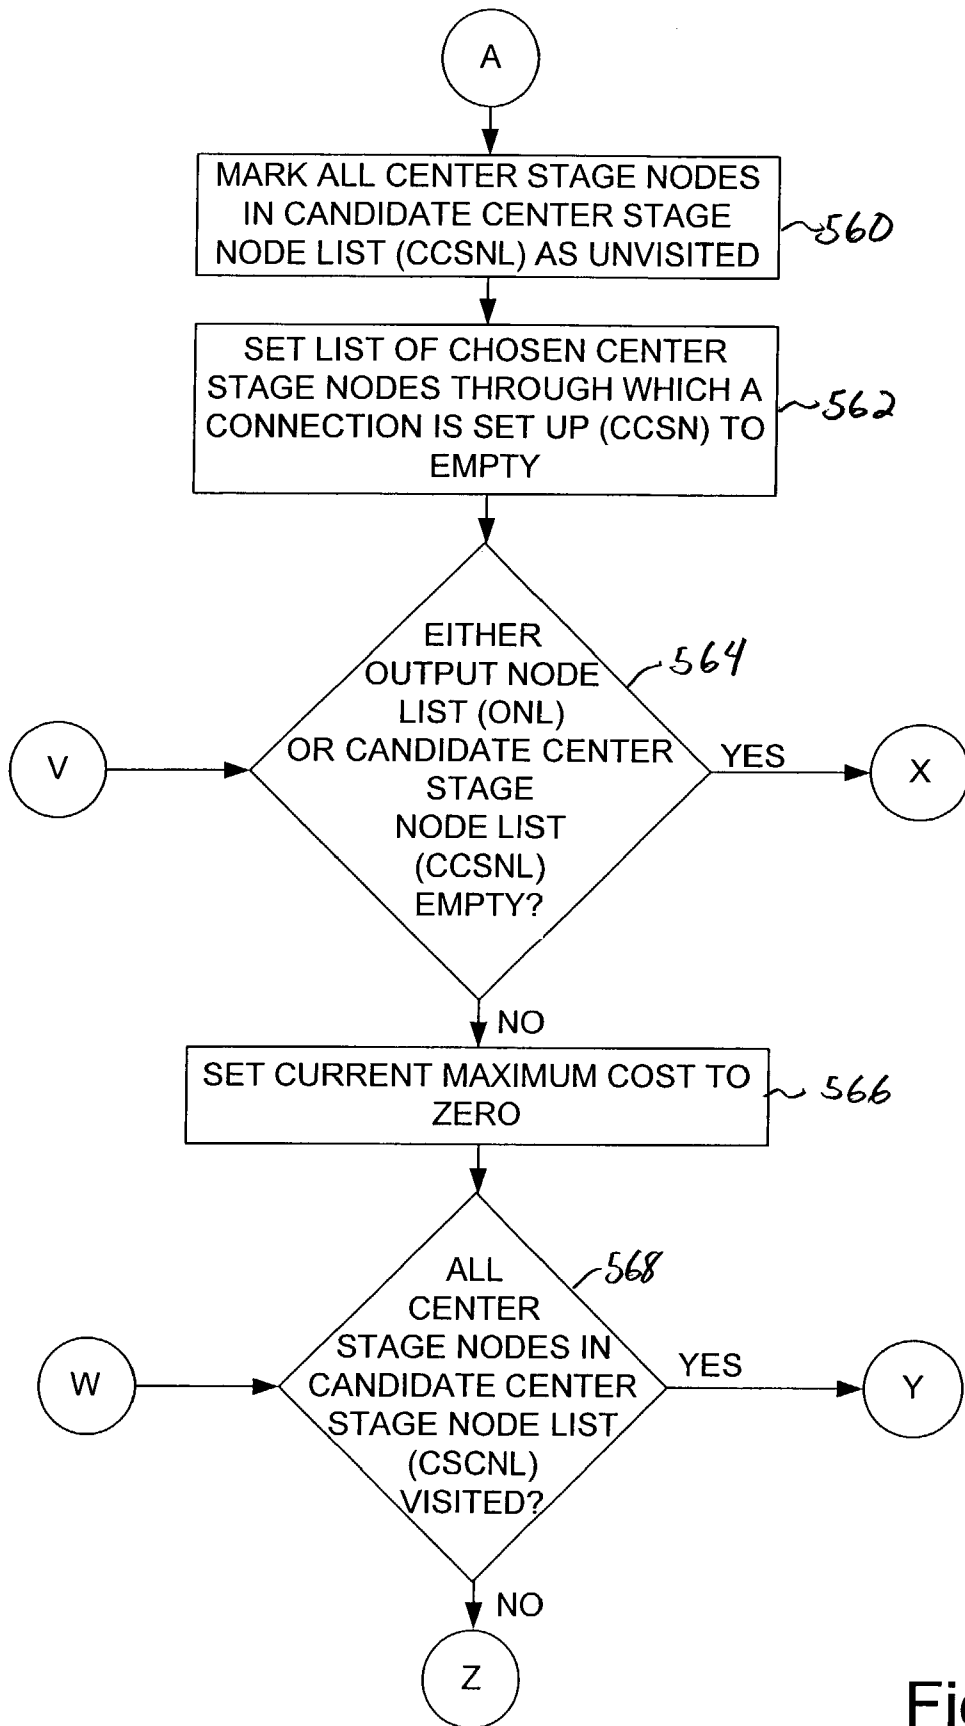 A
MARK ALL CENTER STAGE NODES
IN CANDIDATE CENTER STAGE
NODE LIST (CCSNL) AS UNVISITED
560
SET LIST OF CHOSEN CENTER
STAGE NODES THROUGH WHICH A
CONNECTION IS SET UP (CCSN) TO
EMPTY
562
EITHER
OUTPUT NODE
LIST (ONL)
OR CANDIDATE CENTER
STAGE
NODE LIST
(CCSNL)
EMPTY?
564
V
YES
X
NO
SET CURRENT MAXIMUM COST TO
ZERO
566
ALL
CENTER
STAGE NODES IN
CANDIDATE CENTER
STAGE NODE LIST
(CSCNL)
VISITED?
568
W
YES
Y
NO
Z